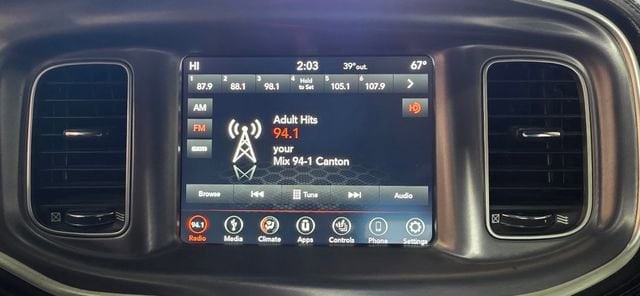 HI 2:03 39°out. 67°
1 87.9 2 88.1 3 98.1 4 Hold to Set 5 105.1 6 107.9
AM
Adult Hits
FM
94.1
your
Mix 94-1 Canton
Browse Tune Audio
94.1
Radio Media Climate Apps Controls Phone Settings